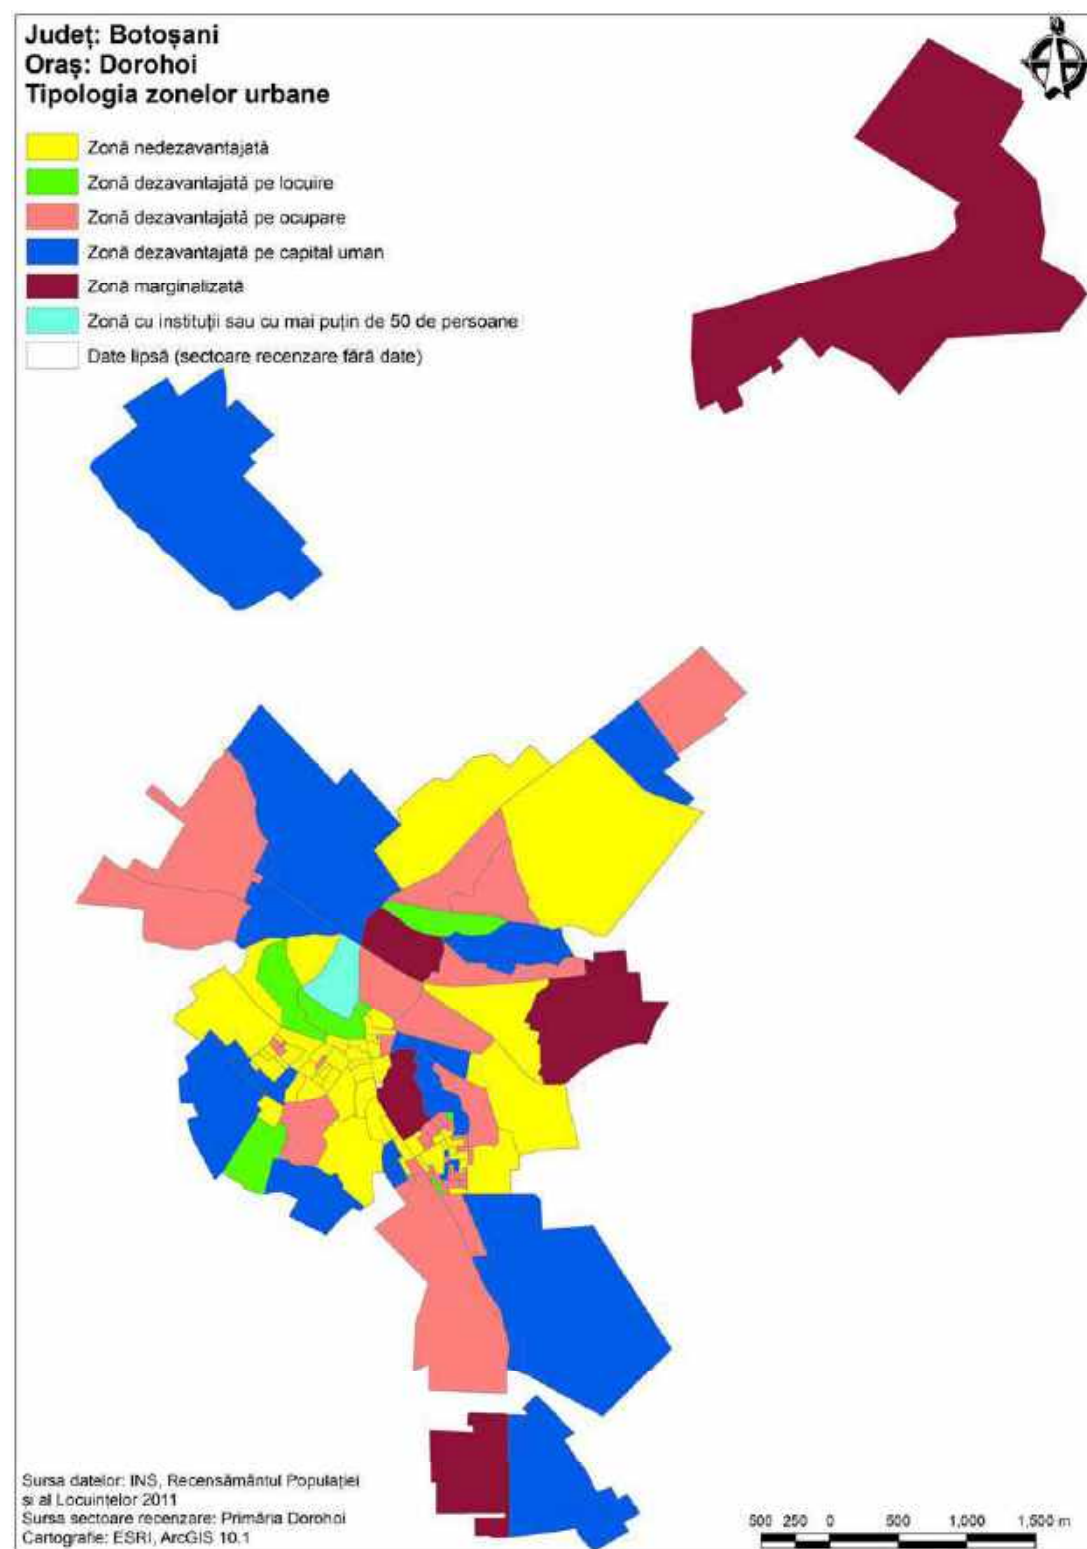 Județ: Botoșani
Oraș: Dorohoi
Tipologia zonelor urbane
Zonă nedezavantajată
Zonă dezavantajată pe locuire
Zonă dezavantajată pe ocupare
Zonă dezavantajată pe capital uman
Zonă marginalizată
Zonă cu instituții sau cu mai puțin de 50 de persoane
Date lipsă (sectoare recenzare fără date)
Sursa datelor: INS, Recensământul Populației
și al Locuințelor 2011
Sursa sectoare recenzare: Primăria Dorohoi
Cartografie: ESRI, ArcGIS 10.1
500 250 0 500 1,000 1,500 m